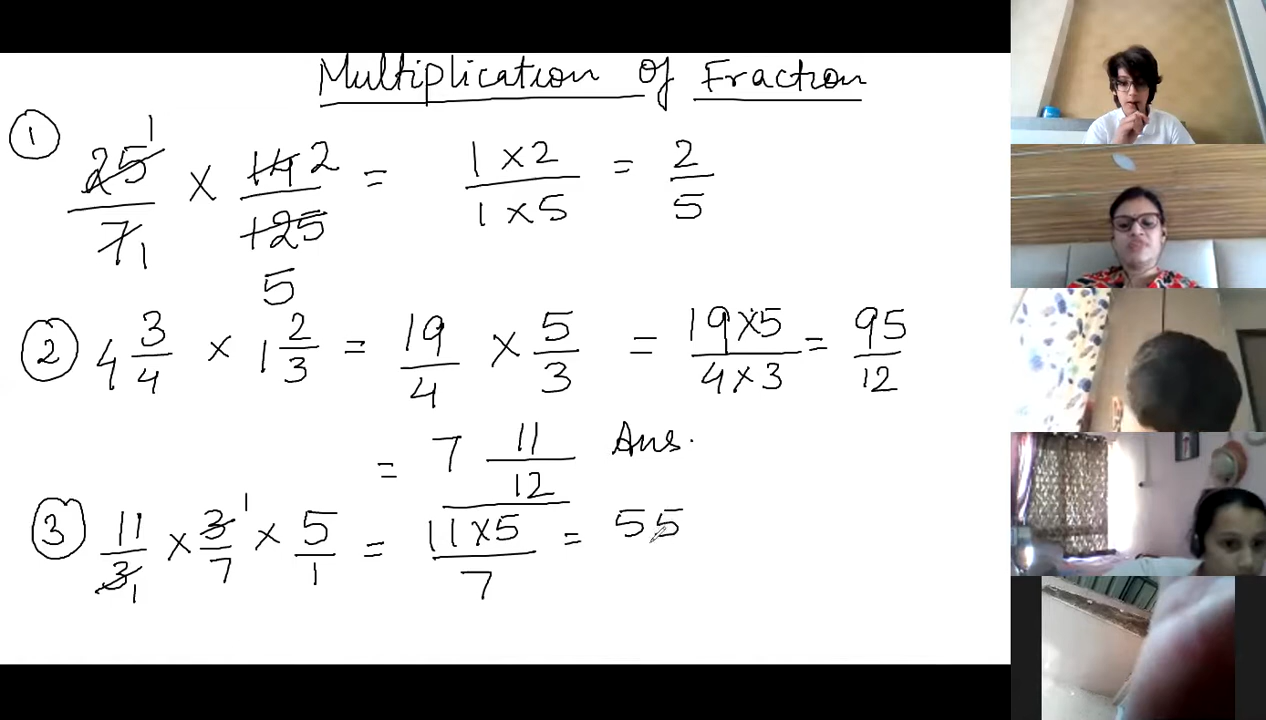 Multiplication of Fraction
① 25/7 × 14/125 = (1×2)/(1×5) = 2/5
1 1 2 5
② 4 3/4 × 1 2/3 = 19/4 × 5/3 = (19×5)/(4×3) = 95/12
= 7 11/12 Ans.
③ 11/3 × 3/7 × 5/1 = (11×5)/7 = 55
1 1